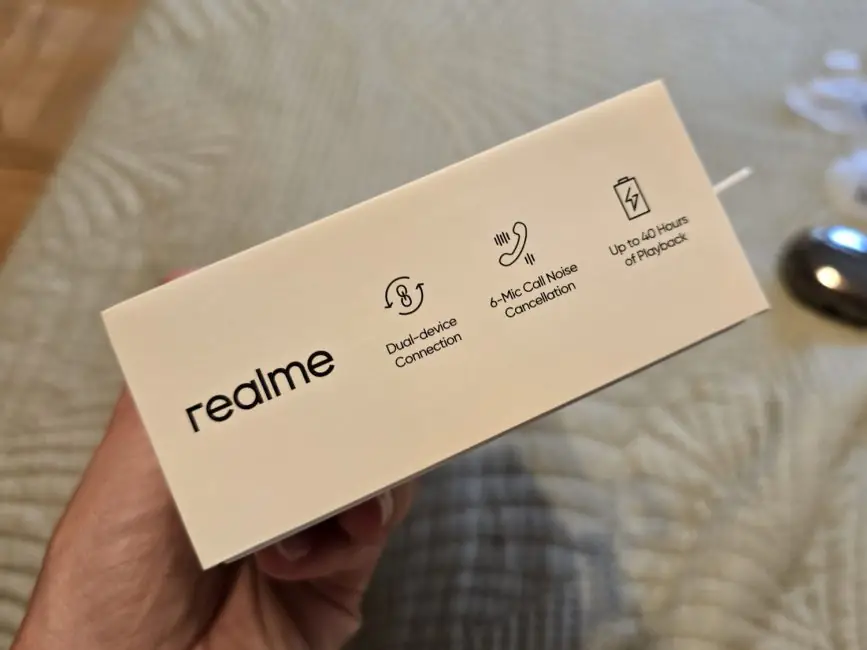 realme
Dual-device
Connection
6-Mic Call Noise
Cancellation
Up to 40 Hours
of Playback